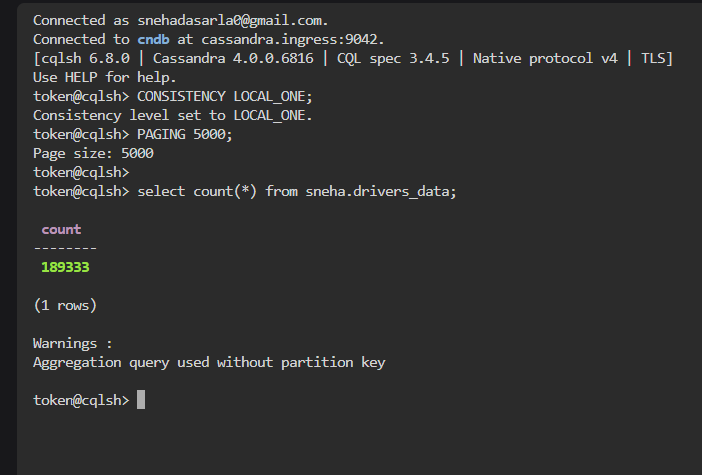 Connected as snehadasarla0@gmail.com.
Connected to cndb at cassandra.ingress:9042.
[cqlsh 6.8.0 | Cassandra 4.0.0.6816 | CQL spec 3.4.5 | Native protocol v4 | TLS]
Use HELP for help.
token@cqlsh> CONSISTENCY LOCAL_ONE;
Consistency level set to LOCAL_ONE.
token@cqlsh> PAGING 5000;
Page size: 5000
token@cqlsh>
token@cqlsh> select count(*) from sneha.drivers_data;
count
--------
189333
(1 rows)
Warnings :
Aggregation query used without partition key
token@cqlsh>